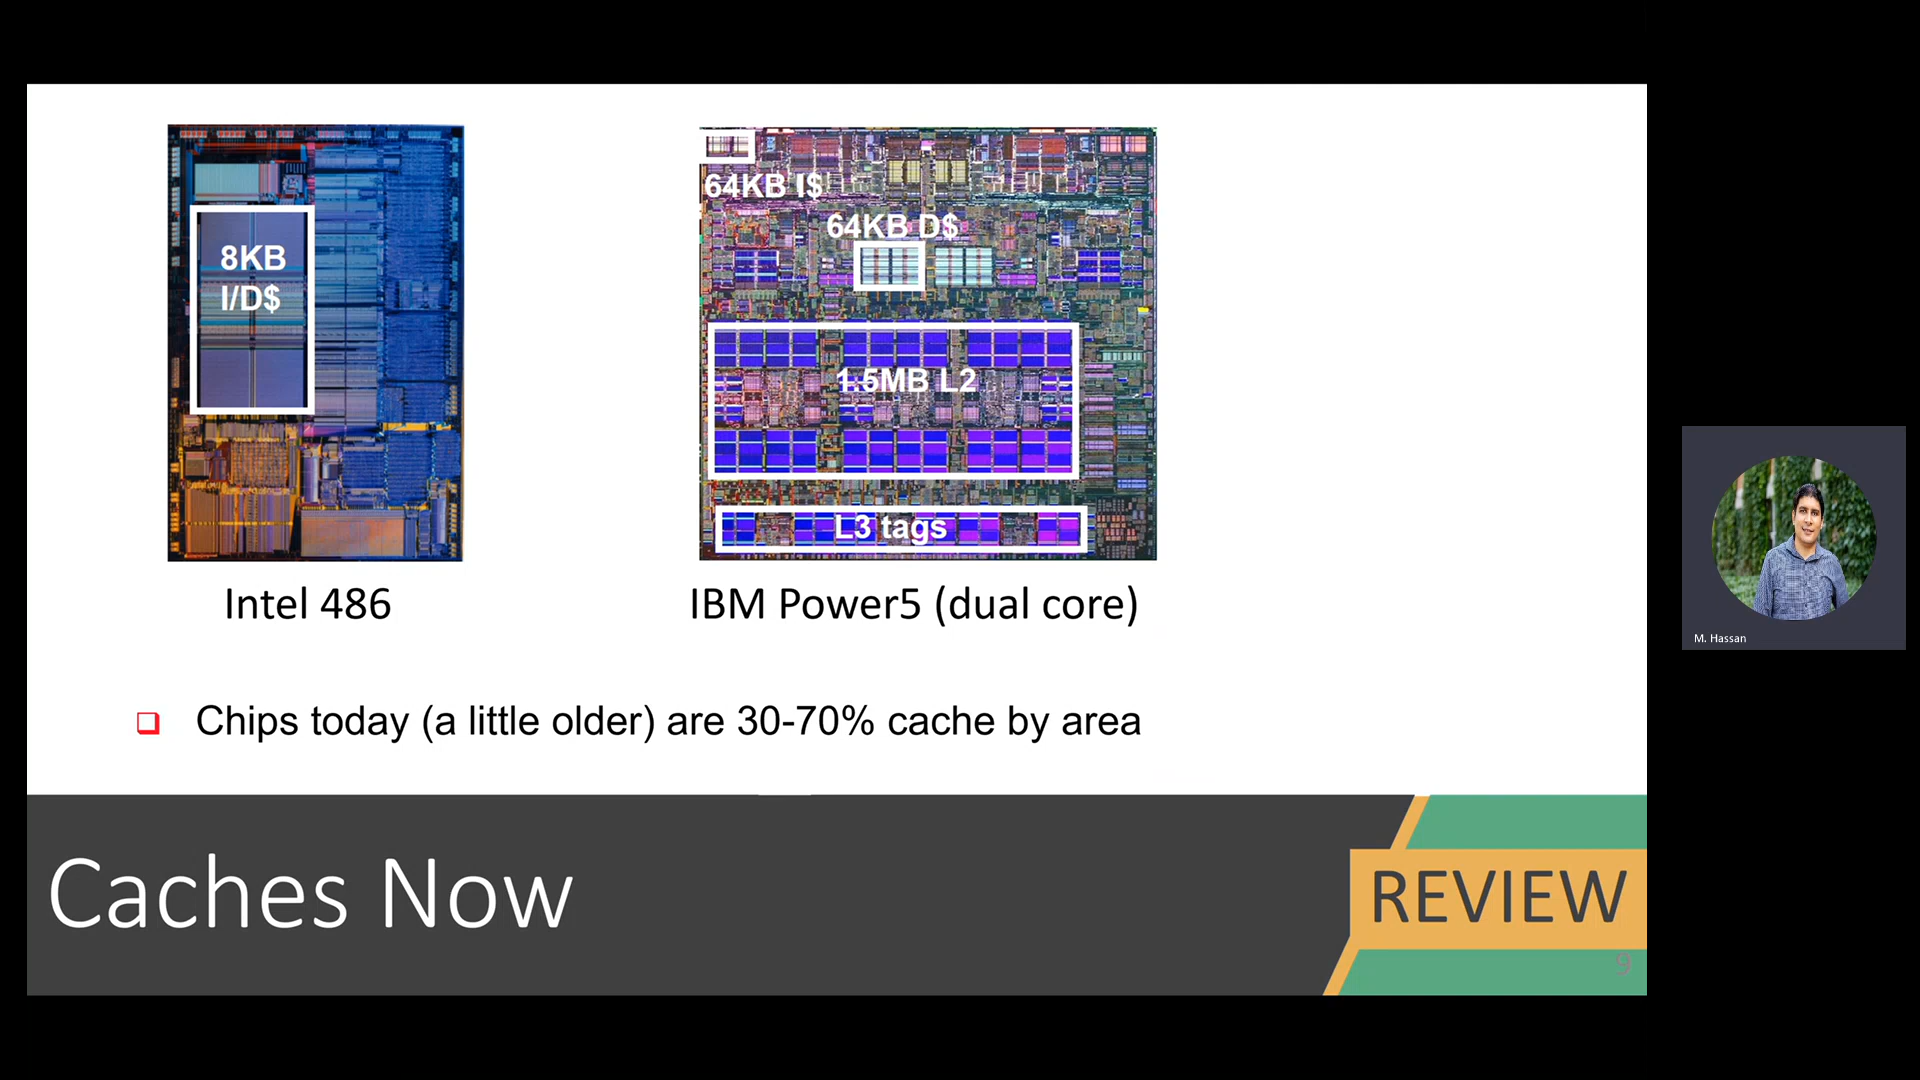 8KB
I/D$
64KB I$
64KB D$
1.5MB L2
L3 tags
Intel 486
IBM Power5 (dual core)
Chips today (a little older) are 30-70% cache by area
Caches Now
REVIEW
9
M. Hassan